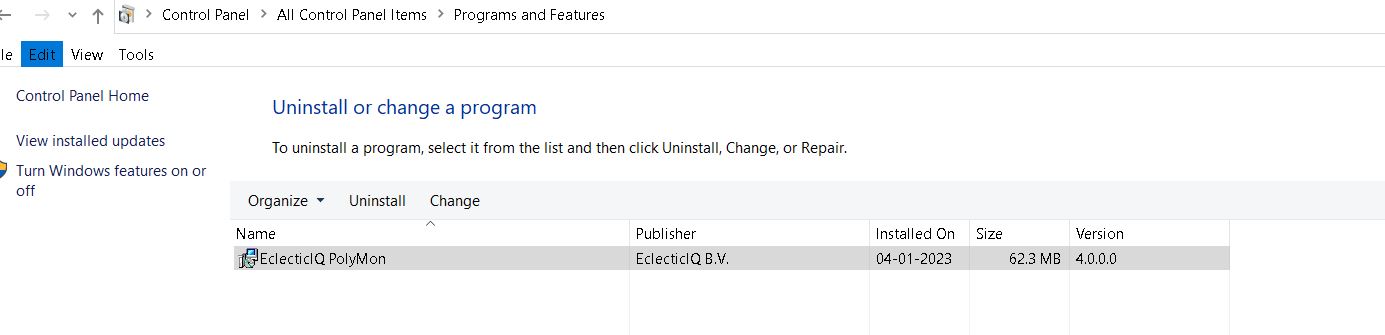 Control Panel > All Control Panel Items > Programs and Features
le Edit View Tools
Control Panel Home
Uninstall or change a program
View installed updates
To uninstall a program, select it from the list and then click Uninstall, Change, or Repair.
Turn Windows features on or
off
Organize Uninstall Change
Name Publisher Installed On Size Version
EclecticIQ PolyMon EclecticIQ B.V. 04-01-2023 62.3 MB 4.0.0.0